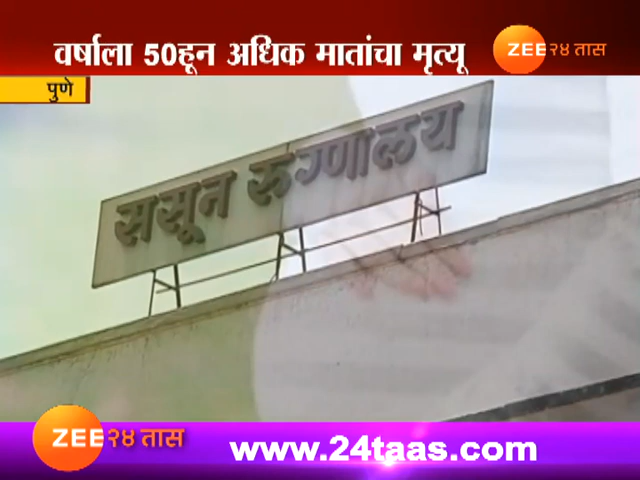 वर्षाला 50हून अधिक मातांचा मृत्यू
ZEE २४ तास
पुणे
ससून रुग्णालय
ZEE २४ तास
www.24taas.com